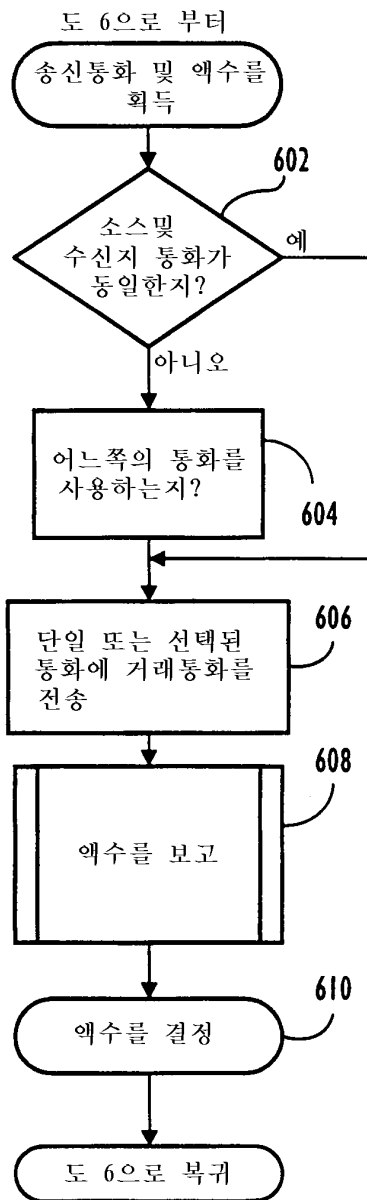 도 6으로 부터
송신통화 및 액수를
획득
602
소스및
수신지 통화가
동일한지?
예
아니오
어느쪽의 통화를
사용하는지?
604
606
단일 또는 선택된
통화에 거래통화를
전송
608
액수를 보고
610
액수를 결정
도 6으로 복귀